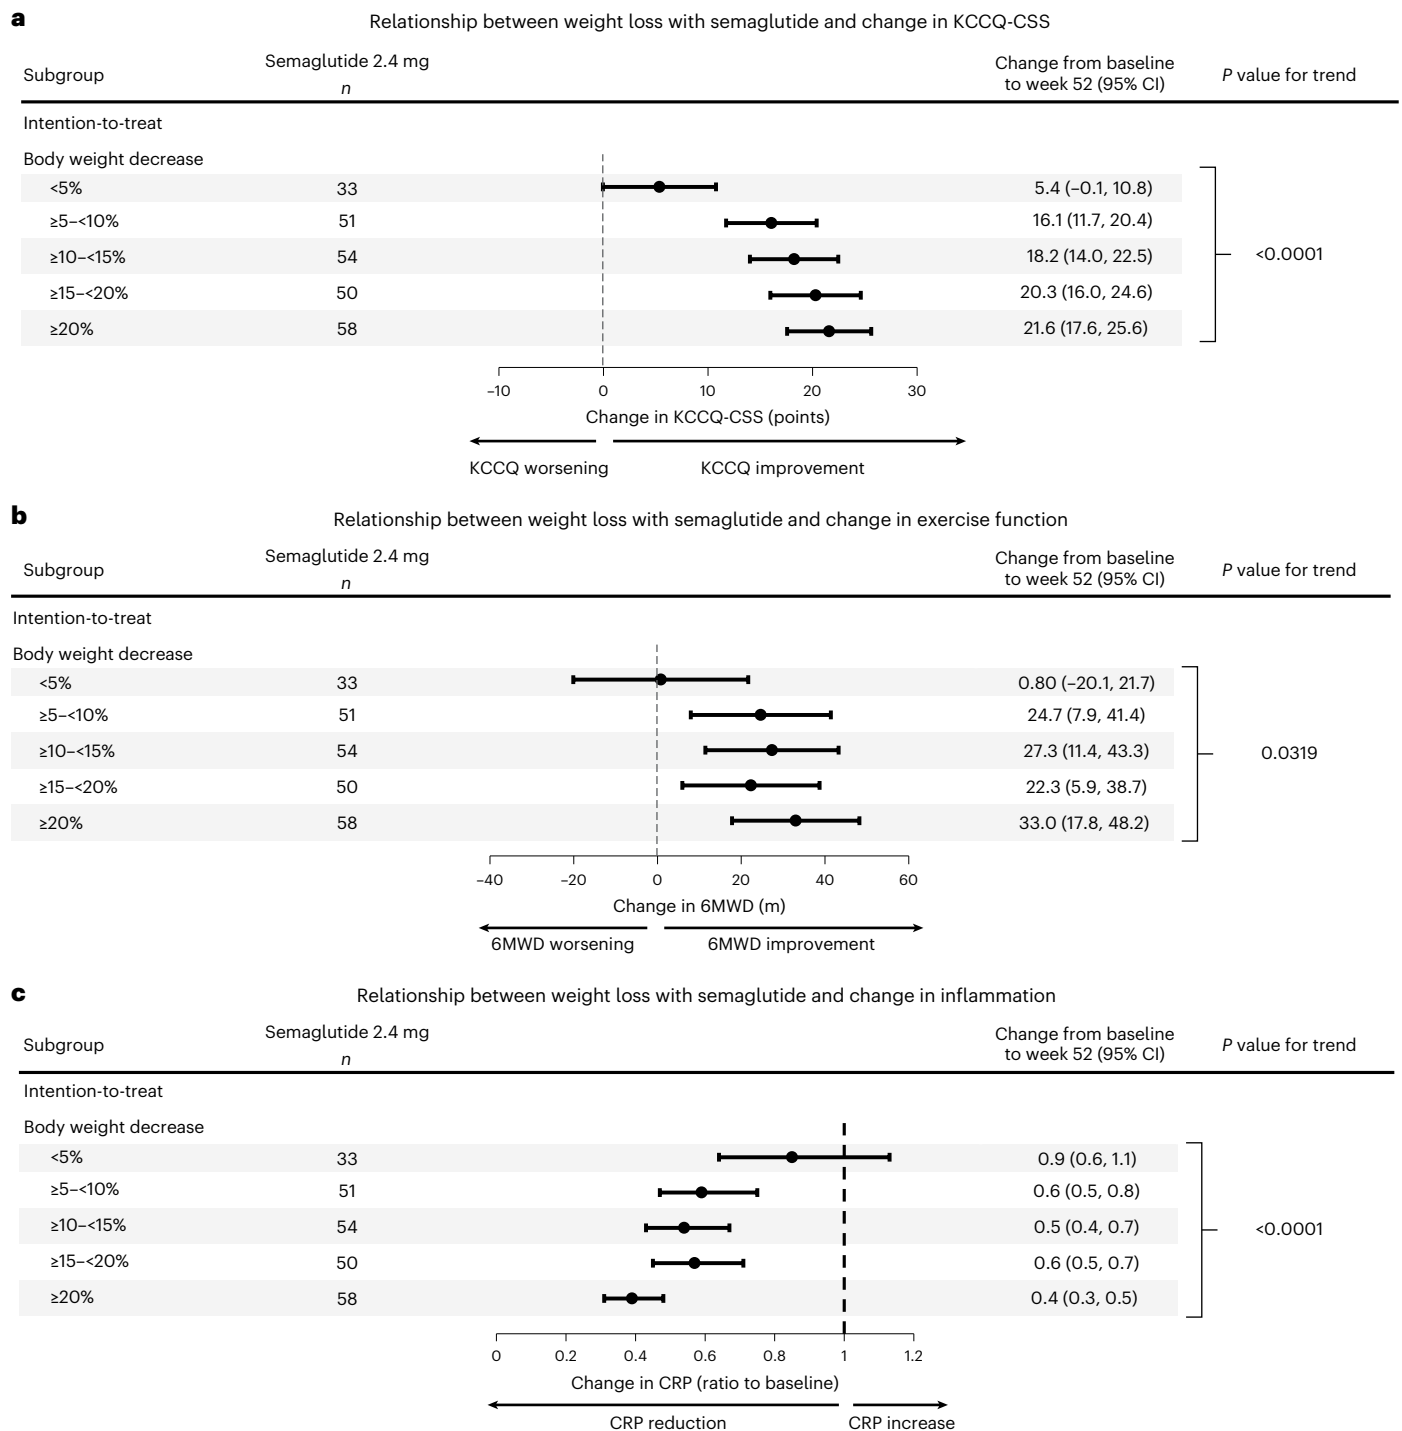 a
Relationship between weight loss with semaglutide and change in KCCQ-CSS
Subgroup
Semaglutide 2.4 mg
n
Change from baseline
to week 52 (95% CI)
P value for trend
Intention-to-treat
Body weight decrease
<5% 33 5.4 (–0.1, 10.8)
≥5–<10% 51 16.1 (11.7, 20.4)
≥10–<15% 54 18.2 (14.0, 22.5)
≥15–<20% 50 20.3 (16.0, 24.6)
≥20% 58 21.6 (17.6, 25.6)
<0.0001
–10 0 10 20 30
Change in KCCQ-CSS (points)
KCCQ worsening KCCQ improvement
b
Relationship between weight loss with semaglutide and change in exercise function
Subgroup
Semaglutide 2.4 mg
n
Change from baseline
to week 52 (95% CI)
P value for trend
Intention-to-treat
Body weight decrease
<5% 33 0.80 (–20.1, 21.7)
≥5–<10% 51 24.7 (7.9, 41.4)
≥10–<15% 54 27.3 (11.4, 43.3)
≥15–<20% 50 22.3 (5.9, 38.7)
≥20% 58 33.0 (17.8, 48.2)
0.0319
–40 –20 0 20 40 60
Change in 6MWD (m)
6MWD worsening 6MWD improvement
c
Relationship between weight loss with semaglutide and change in inflammation
Subgroup
Semaglutide 2.4 mg
n
Change from baseline
to week 52 (95% CI)
P value for trend
Intention-to-treat
Body weight decrease
<5% 33 0.9 (0.6, 1.1)
≥5–<10% 51 0.6 (0.5, 0.8)
≥10–<15% 54 0.5 (0.4, 0.7)
≥15–<20% 50 0.6 (0.5, 0.7)
≥20% 58 0.4 (0.3, 0.5)
<0.0001
0 0.2 0.4 0.6 0.8 1 1.2
Change in CRP (ratio to baseline)
CRP reduction CRP increase